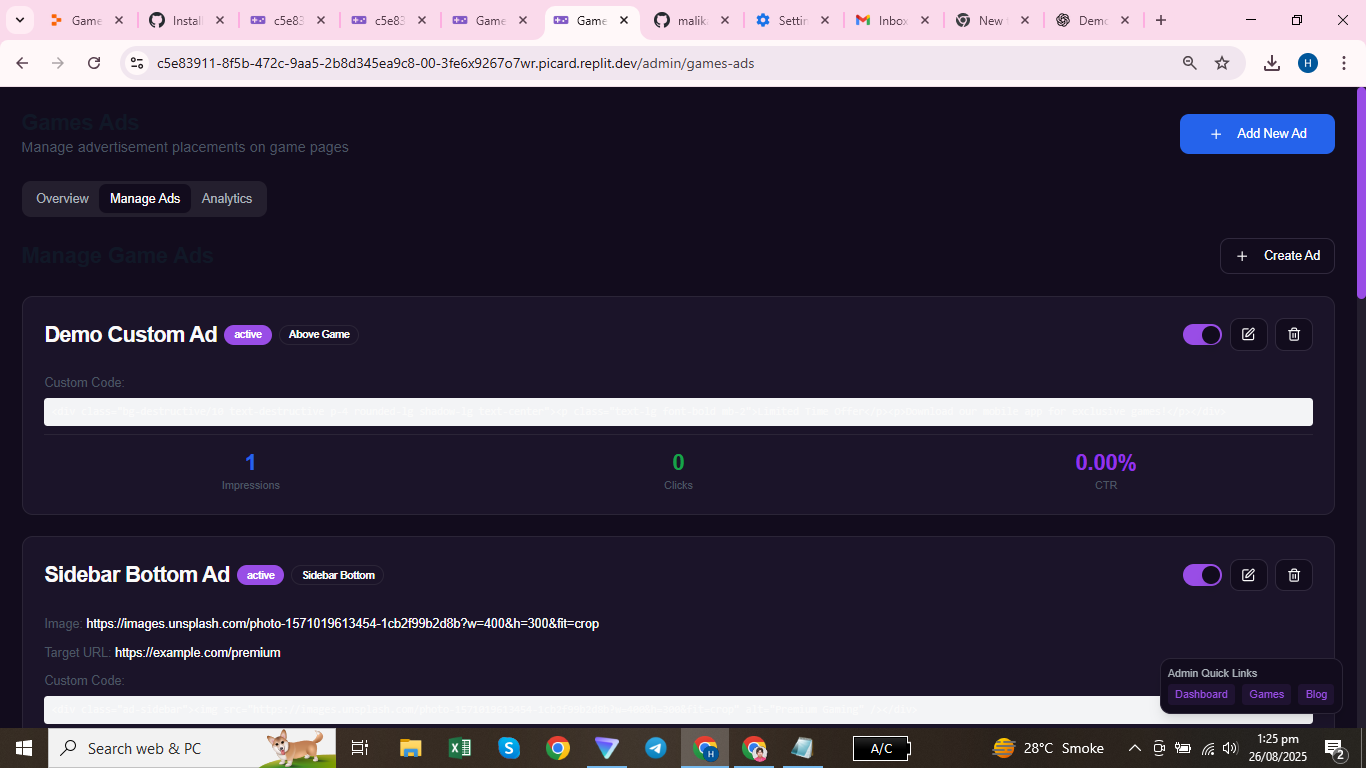 Game
Install
c5e83
c5e83
Game
Game
malik
Settin
Inbox
New
Demo
c5e83911-8f5b-472c-9aa5-2b8d345ea9c8-00-3fe6x9267o7wr.picard.replit.dev/admin/games-ads
H
Games Ads
Manage advertisement placements on game pages
Add New Ad
Overview
Manage Ads
Analytics
Manage Game Ads
Create Ad
Demo Custom Ad
active
Above Game
Custom Code:
1
0
0.00%
Impressions
Clicks
CTR
Sidebar Bottom Ad
active
Sidebar Bottom
Image: https://images.unsplash.com/photo-1571019613454-1cb2f99b2d8b?w=400&h=300&fit=crop
Target URL: https://example.com/premium
Custom Code:
Admin Quick Links
Dashboard
Games
Blog
Search web & PC
A/C
28°C Smoke
1:25 pm
26/08/2025
2